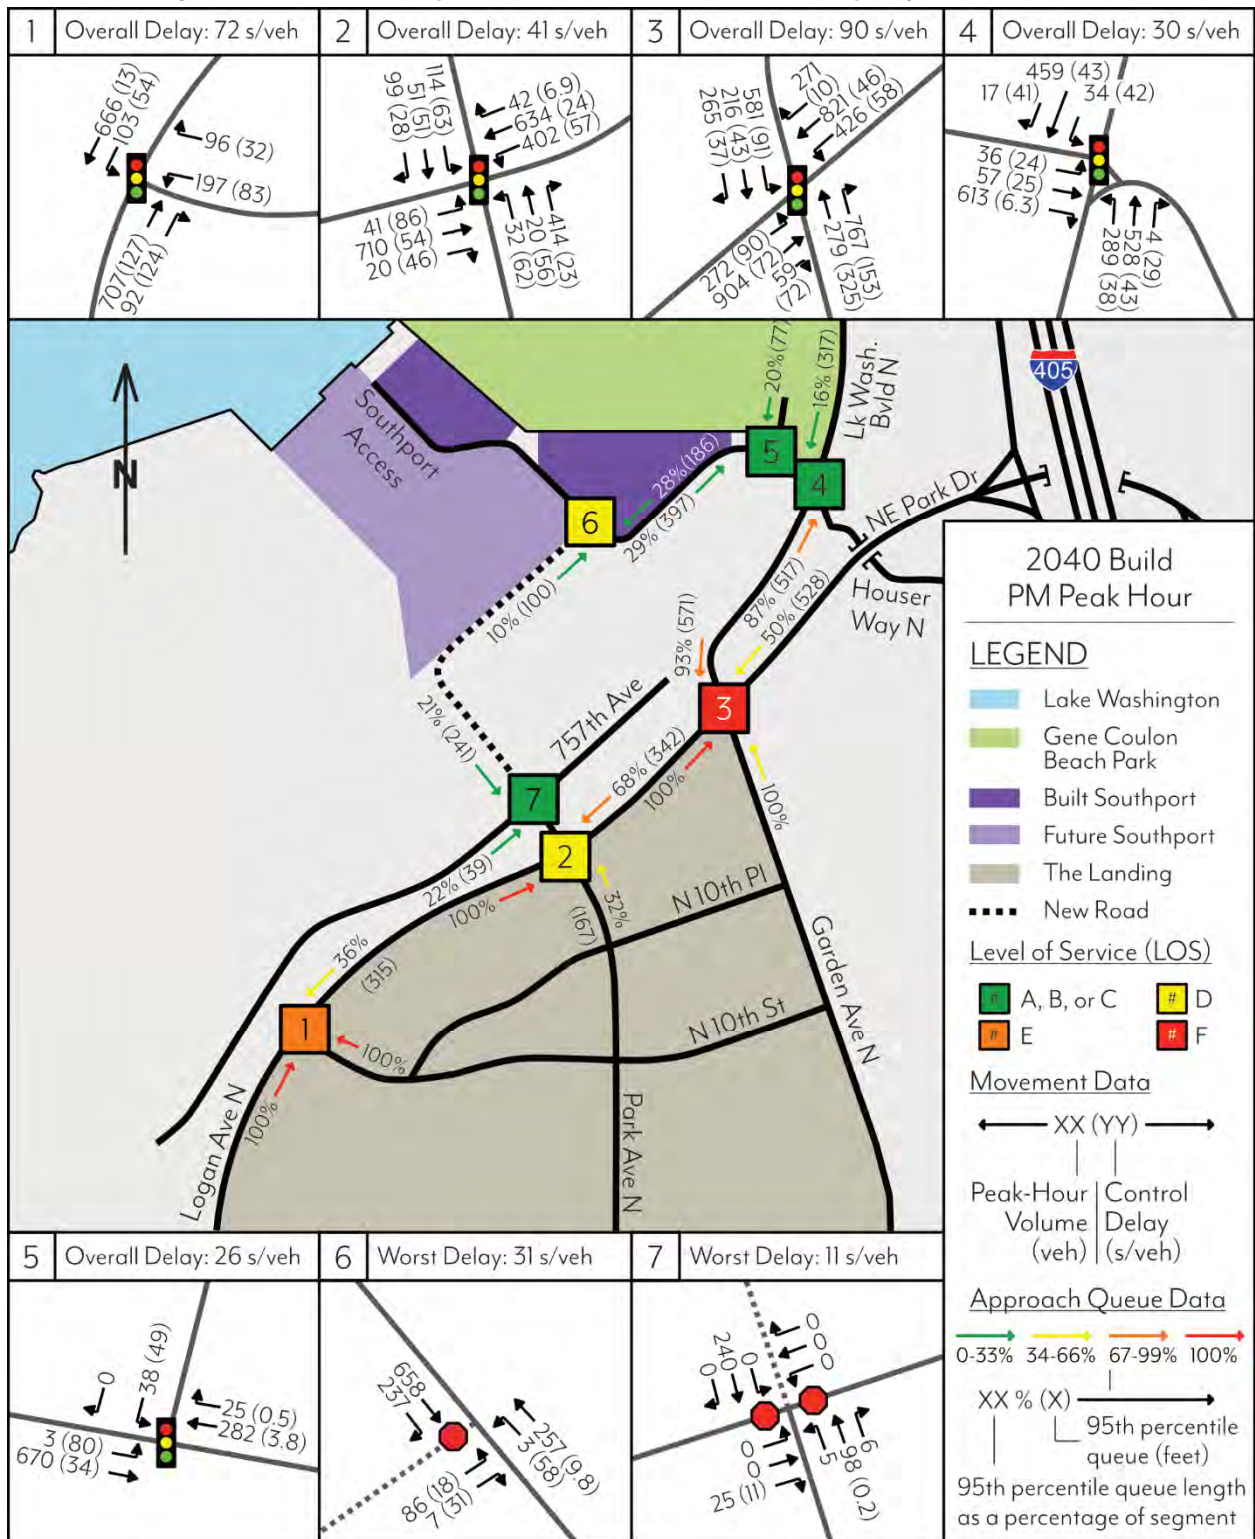 1 Overall Delay: 72 s/veh
2 Overall Delay: 41 s/veh
3 Overall Delay: 90 s/veh
4 Overall Delay: 30 s/veh
666 (13)
103 (54)
96 (32)
197 (83)
707(127)
92 (124)
114 (63)
51 (51)
99 (28)
42 (6.9)
634 (24)
402 (57)
41 (86)
710 (54)
20 (46)
414 (23)
20 (56)
32 (62)
581 (91)
216 (43)
265 (37)
271 (10)
821 (46)
426 (58)
272 (90)
904 (72)
59 (72)
767 (153)
279 (325)
459 (43)
17 (41)
34 (42)
36 (24)
57 (25)
613 (6.3)
4 (29)
528 (43)
289 (38)
N
Southport
Access
20% (77)
16% (317)
Lk Wash.
Bvld N
405
5
4
6
28% (186)
29% (397)
NE Park Dr
Houser
Way N
87% (517)
50% (528)
10% (100)
93% (571)
3
21% (241)
757th Ave
68% (342)
100%
100%
7
2
22% (39)
100%
32%
(167)
N 10th Pl
36%
(315)
1
100%
N 10th St
Garden Ave N
100%
Logan Ave N
Park Ave N
2040 Build
PM Peak Hour
LEGEND
Lake Washington
Gene Coulon
Beach Park
Built Southport
Future Southport
The Landing
New Road
Level of Service (LOS)
# A, B, or C
# D
# E
# F
Movement Data
XX (YY)
Peak-Hour
Volume
(veh)
Control
Delay
(s/veh)
Approach Queue Data
0-33%
34-66%
67-99%
100%
XX % (X)
95th percentile
queue (feet)
95th percentile queue length
as a percentage of segment
5 Overall Delay: 26 s/veh
6 Worst Delay: 31 s/veh
7 Worst Delay: 11 s/veh
0
38 (49)
25 (0.5)
282 (3.8)
3 (80)
670 (34)
658
237
257 (9.8)
3 (58)
86 (18)
7 (31)
0
240
0
0
0
0
0
0
25 (11)
6
98 (0.2)
5